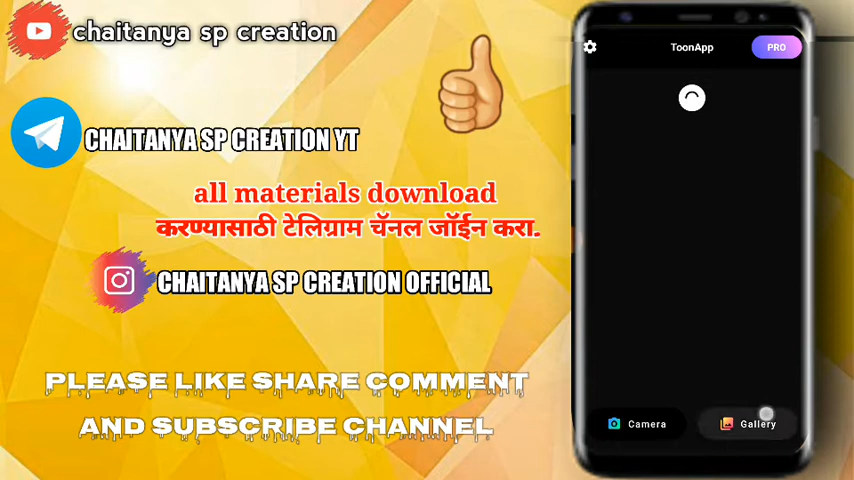 chaitanya sp creation
CHAITANYA SP CREATION YT
all materials download
करण्यासाठी टेलिग्राम चॅनल जॉईन करा.
CHAITANYA SP CREATION OFFICIAL
PLEASE LIKE SHARE COMMENT
AND SUBSCRIBE CHANNEL
ToonApp
PRO
Camera
Gallery